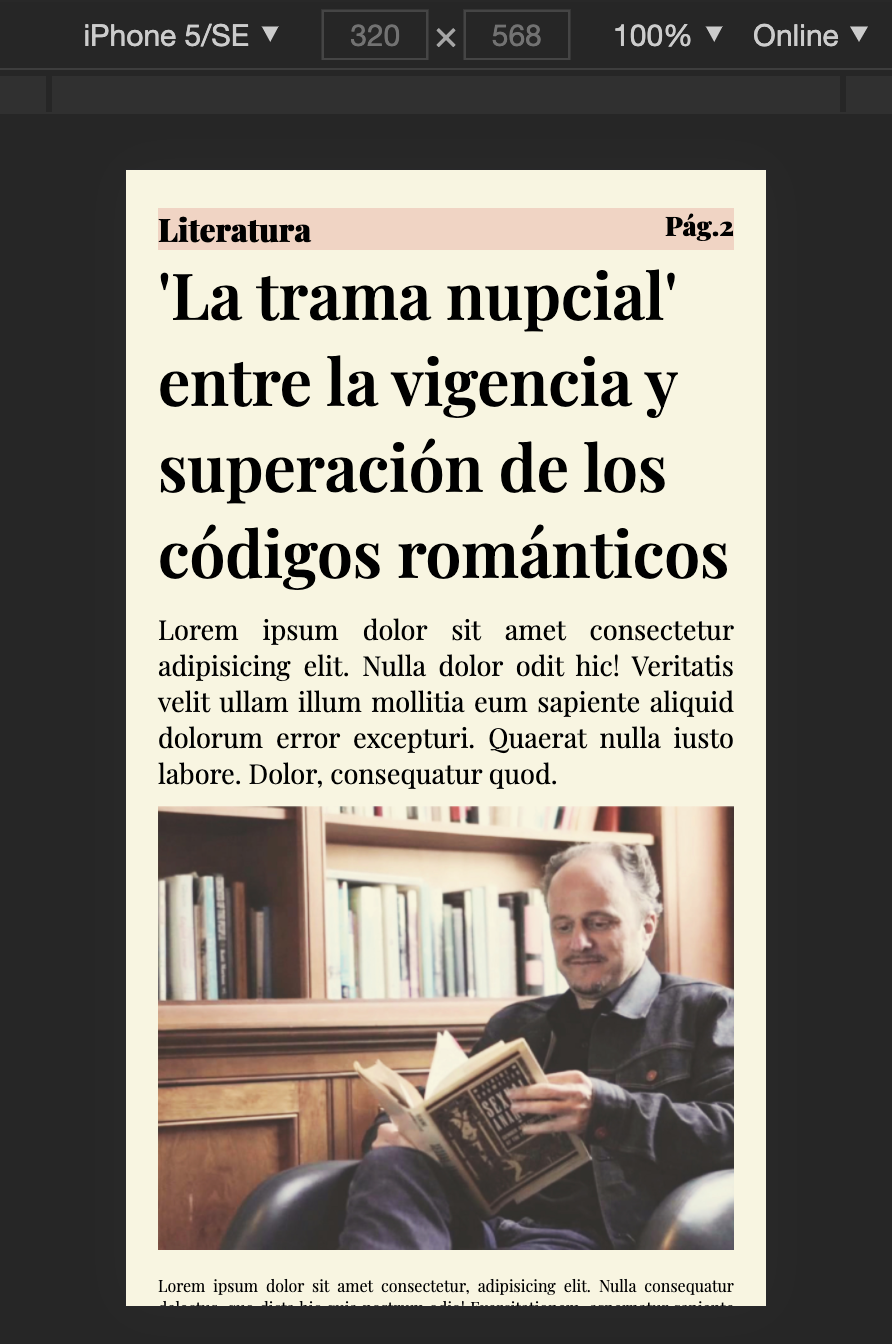 iPhone 5/SE ▼ 320 × 568 100% ▼ Online ▼
Literatura Pág.2
'La trama nupcial'
entre la vigencia y
superación de los
códigos románticos
Lorem ipsum dolor sit amet consectetur
adipisicing elit. Nulla dolor odit hic! Veritatis
velit ullam illum mollitia eum sapiente aliquid
dolorum error excepturi. Quaerat nulla iusto
labore. Dolor, consequatur quod.
Lorem ipsum dolor sit amet consectetur, adipisicing elit. Nulla consequatur